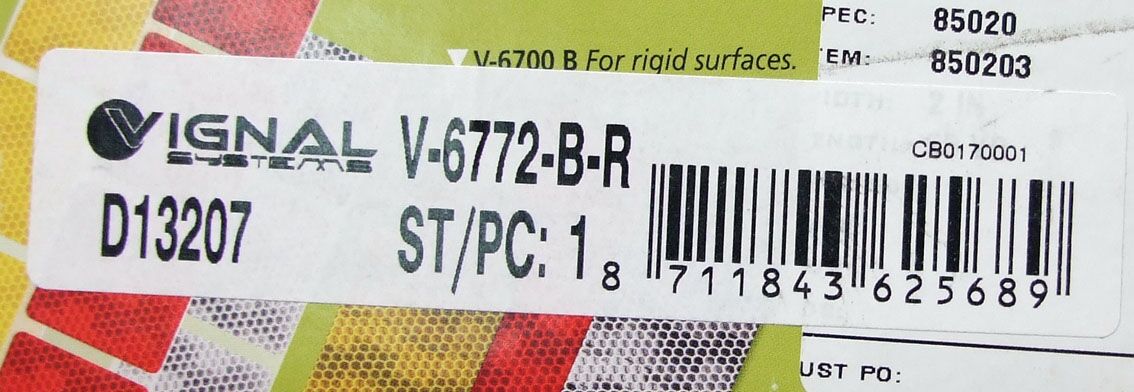 PEC: 85020
EM: 850203
V-6700 B For rigid surfaces.
VIGNAL
SYSTEMS
V-6772-B-R
CB0170001
D13207
ST/PC: 1
8 711843 625689
UST PO: